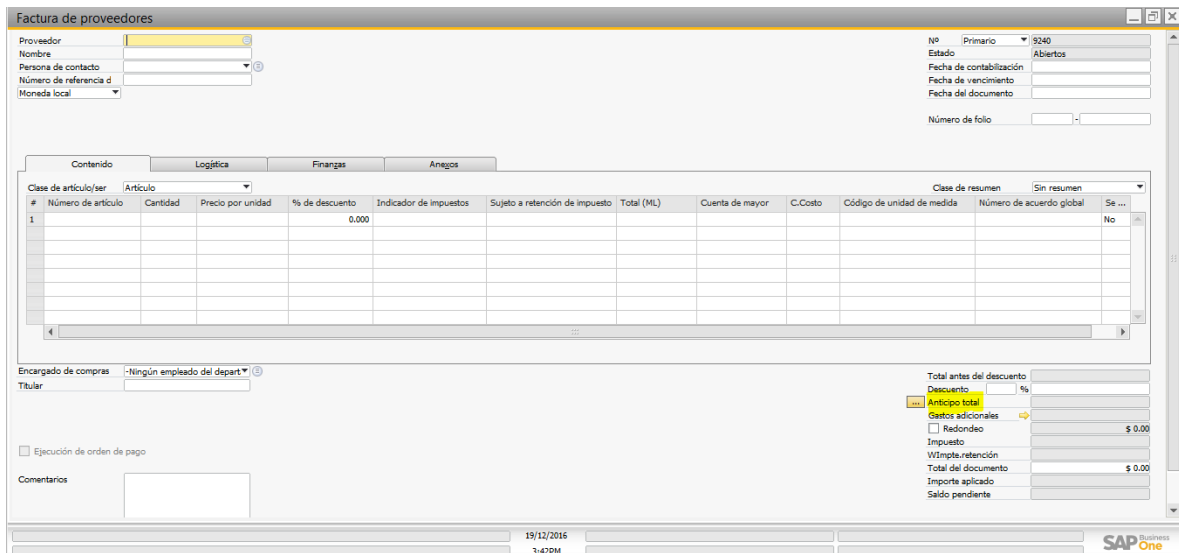 Factura de proveedores
Proveedor
Nombre
Persona de contacto
Número de referencia d
Moneda local
Nº Primario 9240
Estado Abiertos
Fecha de contabilización
Fecha de vencimiento
Fecha del documento
Número de folio -
Contenido Logística Finanzas Anexos
Clase de artículo/ser Artículo Clase de resumen Sin resumen
# Número de artículo Cantidad Precio por unidad % de descuento Indicador de impuestos Sujeto a retención de impuesto Total (ML) Cuenta de mayor C.Costo Código de unidad de medida Número de acuerdo global Se ...
1 0.000 No
Encargado de compras -Ningún empleado del depart
Titular
Ejecución de orden de pago
Comentarios
Total antes del descuento
Descuento %
... Anticipo total
Gastos adicionales
Redondeo $ 0.00
Impuesto
WImpte.retención
Total del documento $ 0.00
Importe aplicado
Saldo pendiente
19/12/2016
3:42PM
SAP Business One